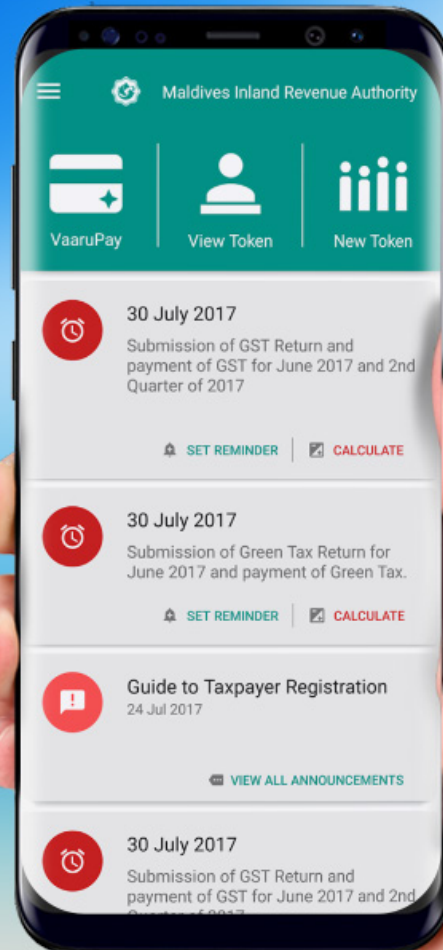 Maldives Inland Revenue Authority
VaaruPay
View Token
New Token
30 July 2017
Submission of GST Return and
payment of GST for June 2017 and 2nd
Quarter of 2017
SET REMINDER
CALCULATE
30 July 2017
Submission of Green Tax Return for
June 2017 and payment of Green Tax.
SET REMINDER
CALCULATE
Guide to Taxpayer Registration
24 Jul 2017
VIEW ALL ANNOUNCEMENTS
30 July 2017
Submission of GST Return and
payment of GST for June 2017 and 2nd
Quarter of 2017